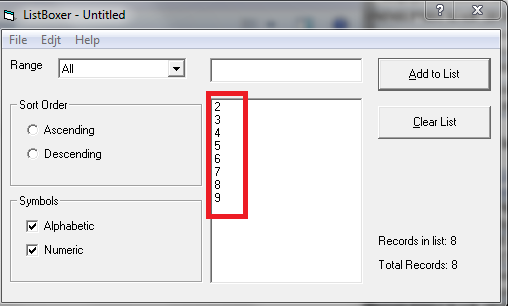 ListBoxer - Untitled
File Edjt Help
Range All
Add to List
Sort Order
Ascending
Descending
2
3
4
5
6
7
8
9
Clear List
Symbols
Alphabetic
Numeric
Records in list: 8
Total Records: 8